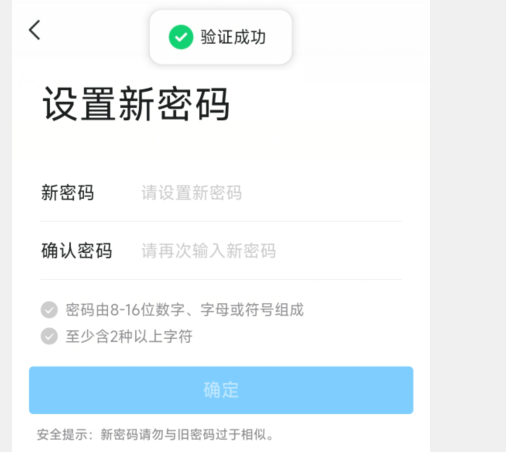 验证成功
设置新密码
新密码 请设置新密码
确认密码 请再次输入新密码
密码由8-16位数字、字母或符号组成
至少含2种以上字符
确定
安全提示：新密码请勿与旧密码过于相似。